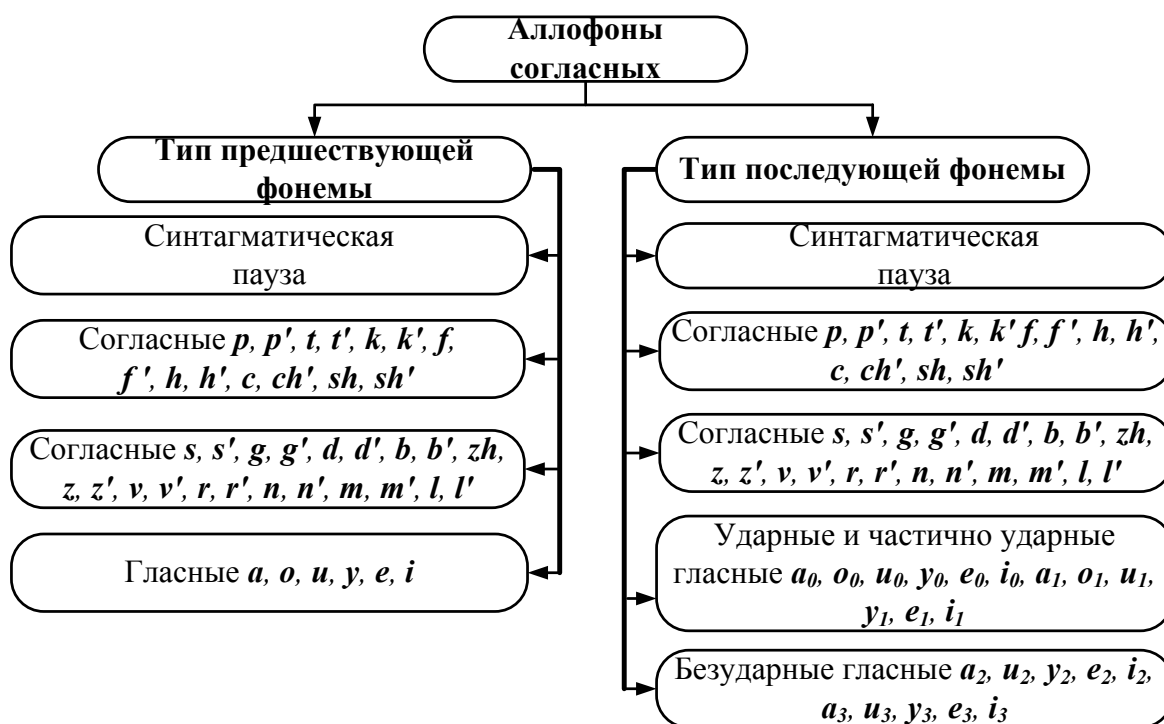 Аллофоны
согласных
Тип предшествующей
фонемы
Синтагматическая
пауза
Согласные p, p', t, t', k, k', f,
f ', h, h', c, ch', sh, sh'
Согласные s, s', g, g', d, d', b, b', zh,
z, z', v, v', r, r', n, n', m, m', l, l'
Гласные a, o, u, y, e, i
Тип последующей фонемы
Синтагматическая
пауза
Согласные p, p', t, t', k, k' f, f ', h, h',
c, ch', sh, sh'
Согласные s, s', g, g', d, d', b, b', zh,
z, z', v, v', r, r', n, n', m, m', l, l'
Ударные и частично ударные
гласные a₀, o₀, u₀, y₀, e₀, i₀, a₁, o₁, u₁,
y₁, e₁, i₁
Безударные гласные a₂, u₂, y₂, e₂, i₂,
a₃, u₃, y₃, e₃, i₃